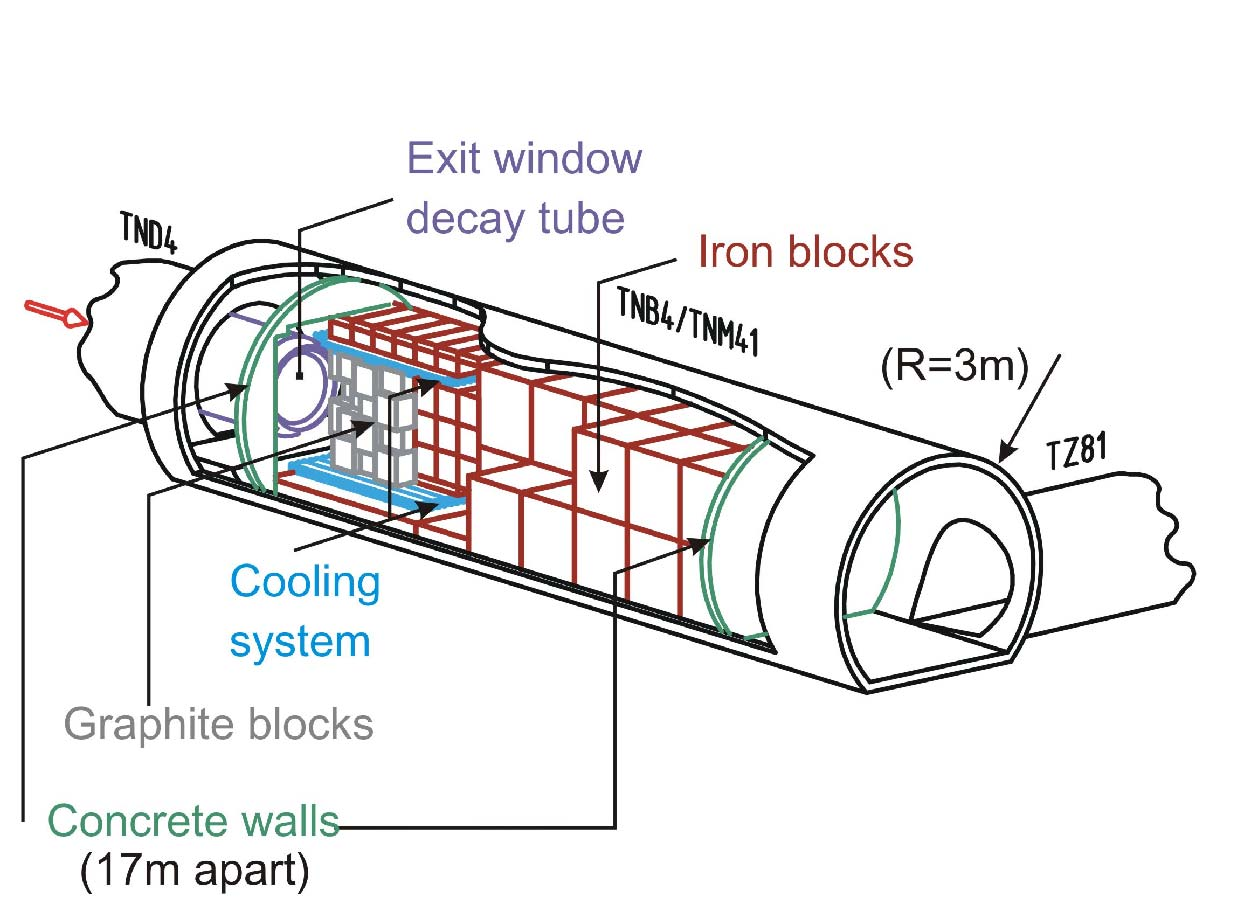 Exit window
decay tube
TND4
Iron blocks
TNB4/TNM41
(R=3m)
TZ81
Cooling
system
Graphite blocks
Concrete walls
(17m apart)